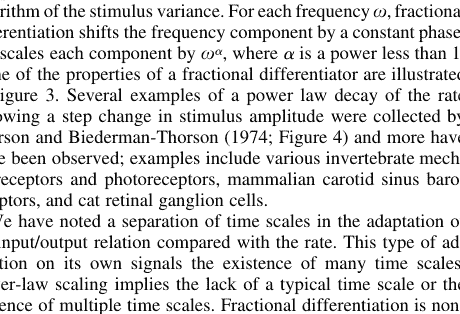 rithm of the stimulus variance. For each frequency ω, fractional
erentiation shifts the frequency component by a constant phase
scales each component by ωᵅ, where α is a power less than 1.
ne of the properties of a fractional differentiator are illustrated
igure 3. Several examples of a power law decay of the rate
owing a step change in stimulus amplitude were collected by
rson and Biederman-Thorson (1974; Figure 4) and more have
e been observed; examples include various invertebrate mech
receptors and photoreceptors, mammalian carotid sinus baro
ptors, and cat retinal ganglion cells.
We have noted a separation of time scales in the adaptation of
input/output relation compared with the rate. This type of ad
tion on its own signals the existence of many time scales
er-law scaling implies the lack of a typical time scale or the
ence of multiple time scales. Fractional differentiation is non